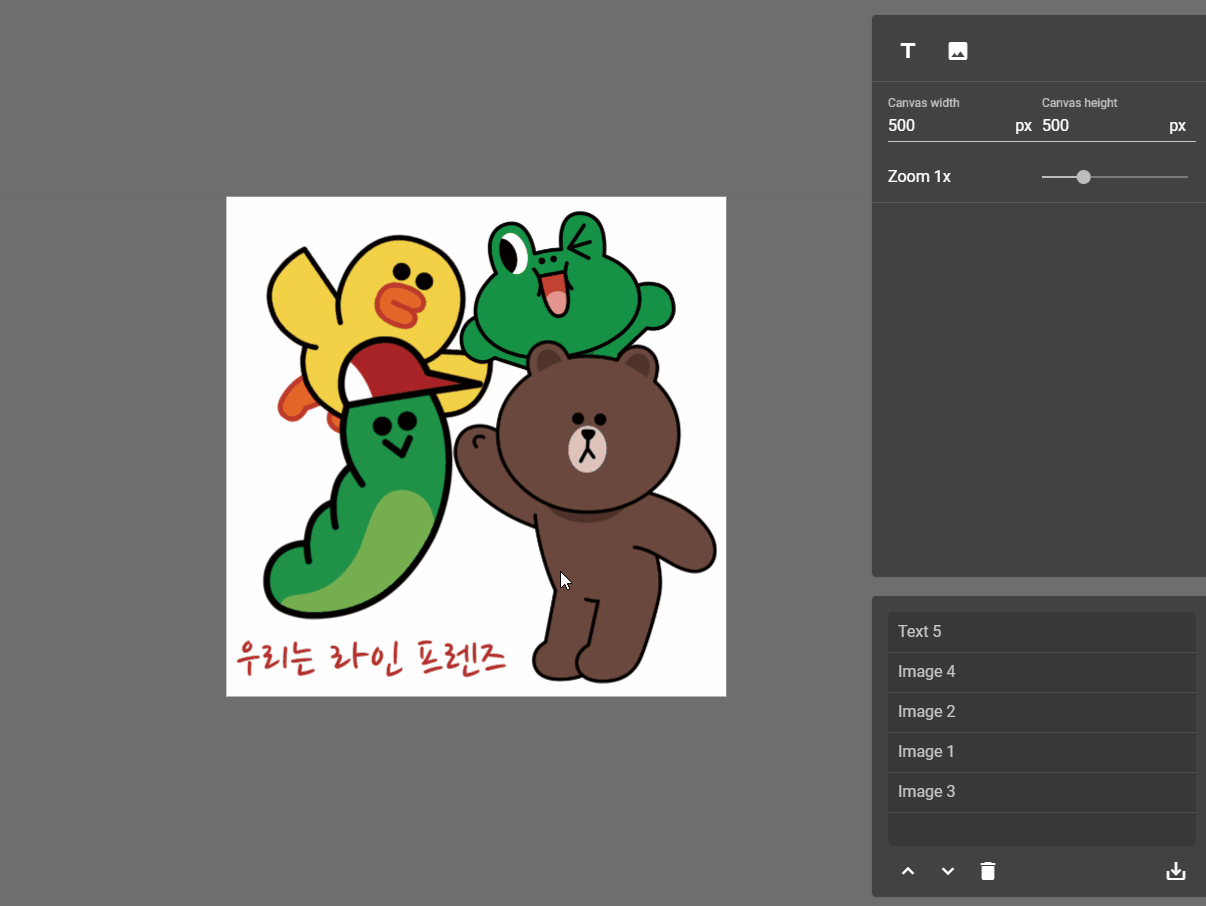 T
Canvas width Canvas height
500 px 500 px
Zoom 1x
우리는 라인 프렌즈
Text 5
Image 4
Image 2
Image 1
Image 3